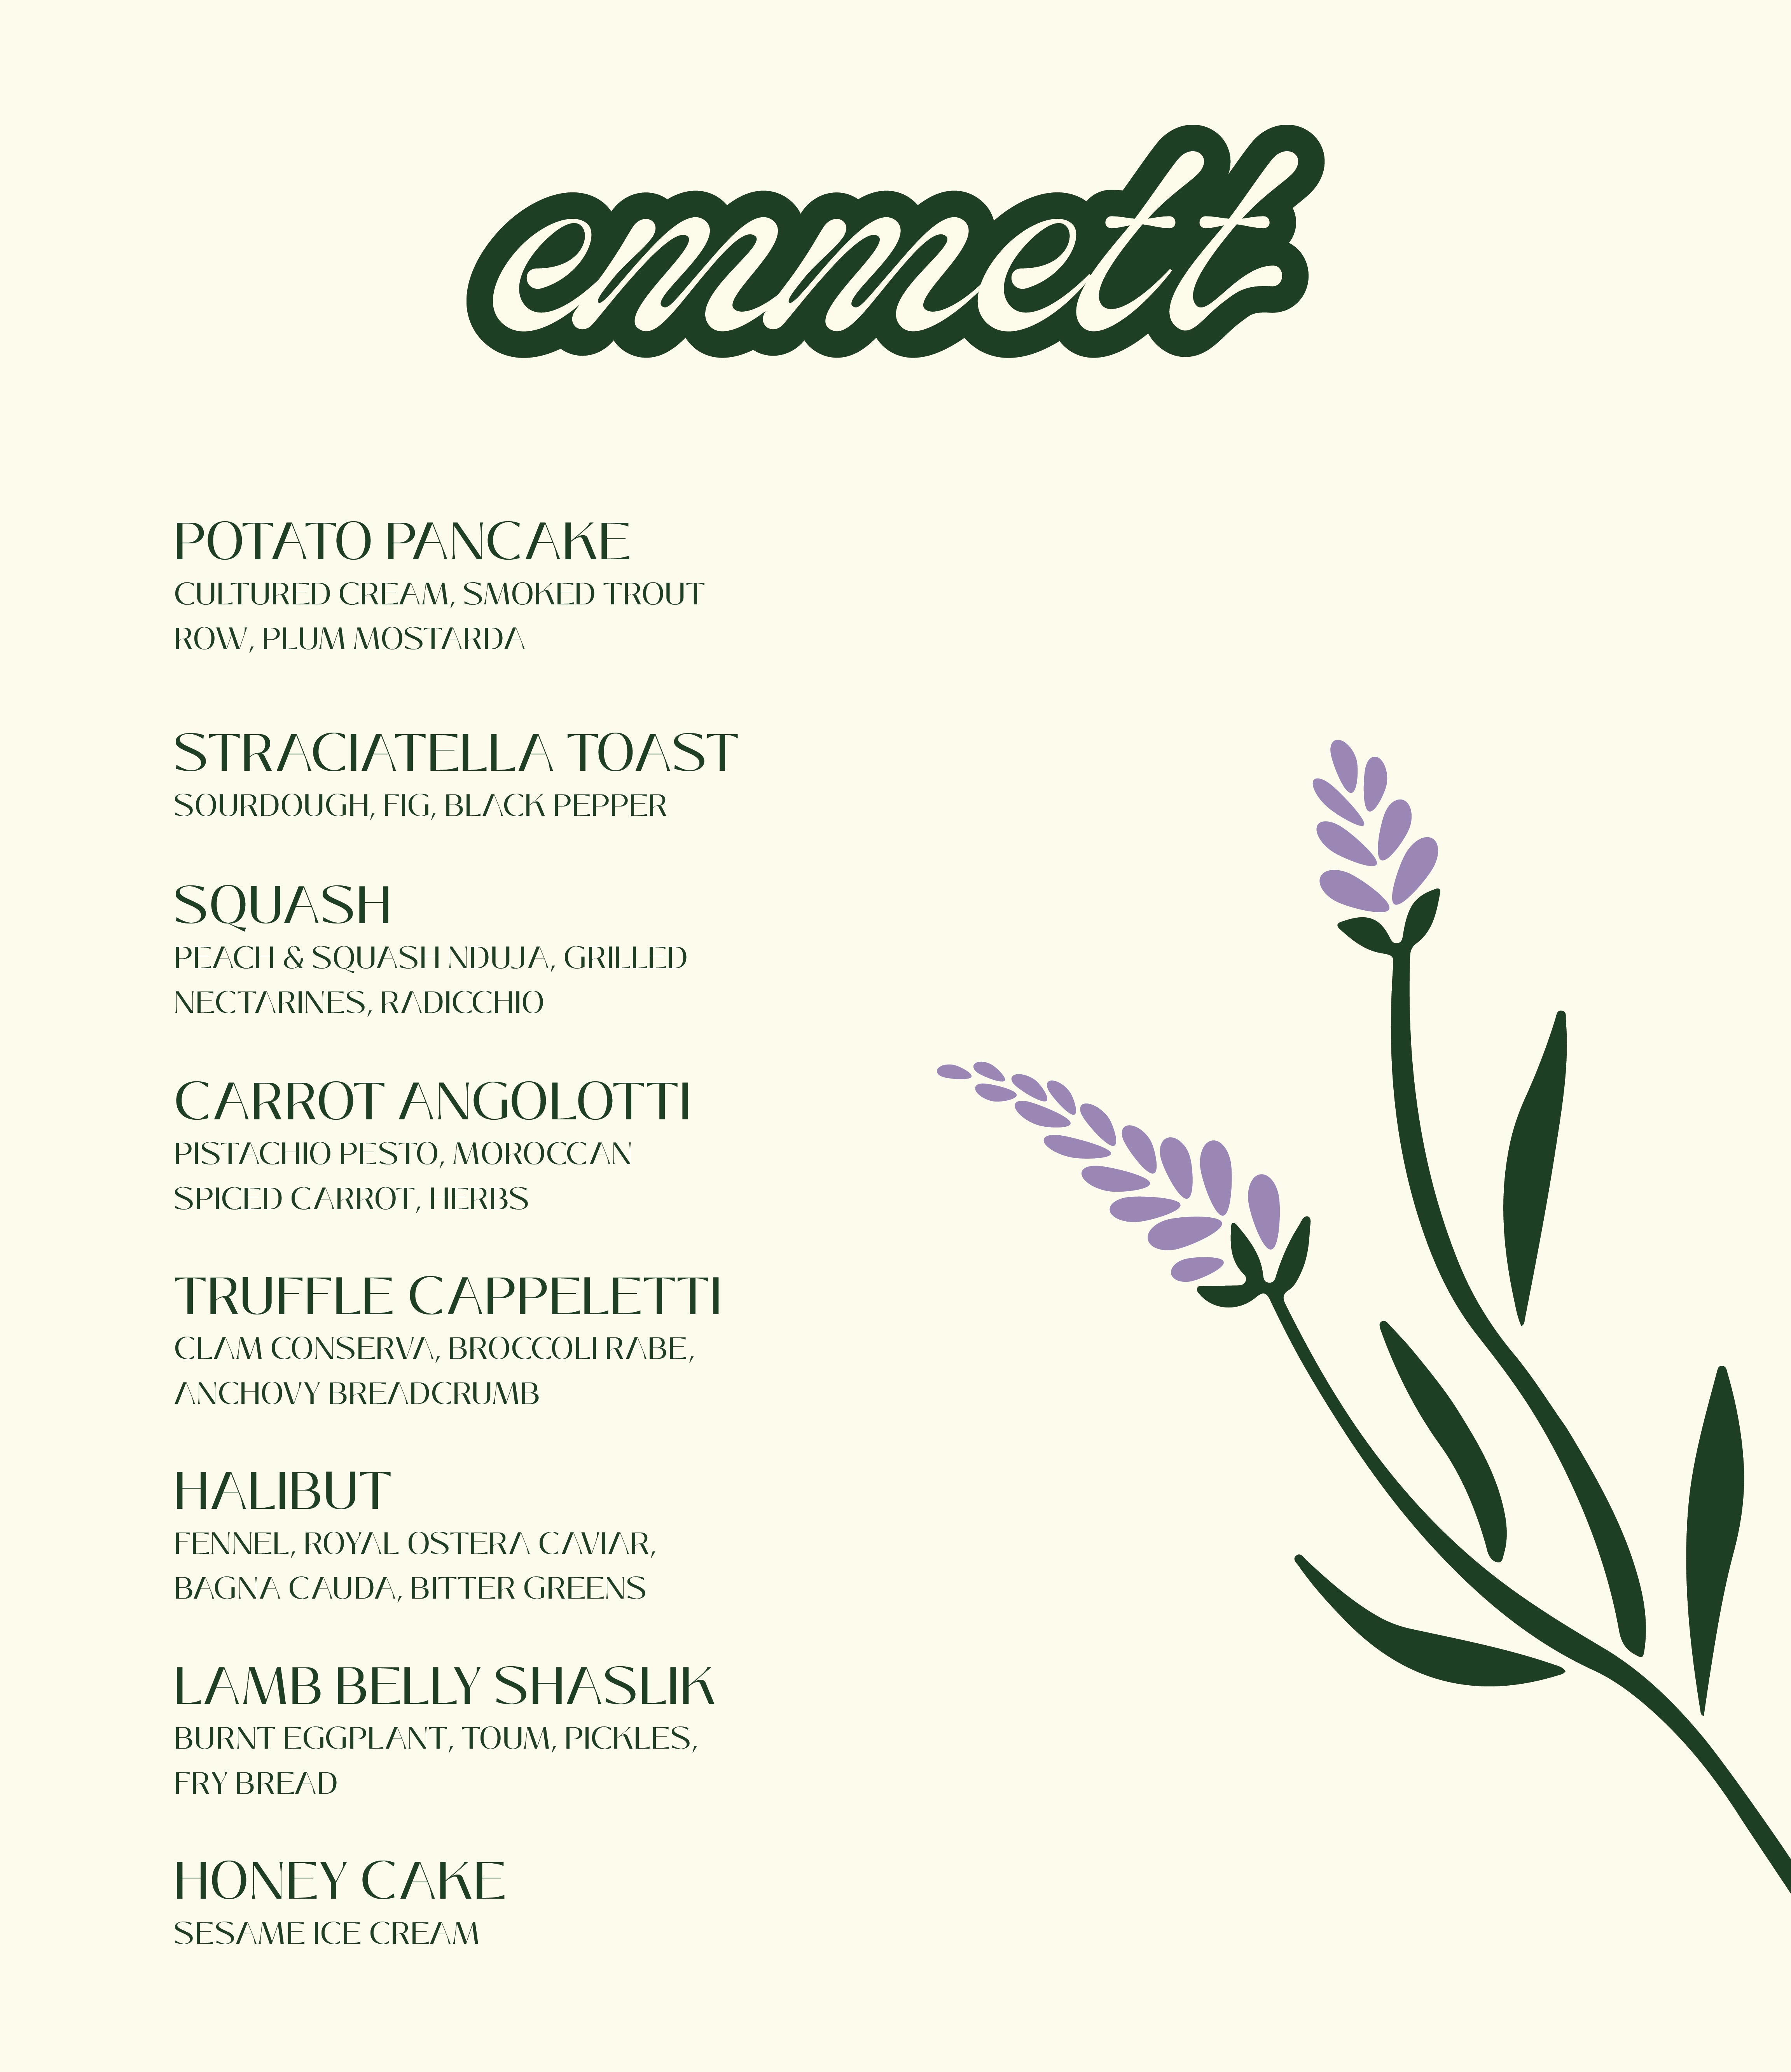 emmett
POTATO PANCAKE
CULTURED CREAM, SMOKED TROUT
ROW, PLUM MOSTARDA
STRACIATELLA TOAST
SOURDOUGH, FIG, BLACK PEPPER
SQUASH
PEACH & SQUASH NDUJA, GRILLED
NECTARINES, RADICCHIO
CARROT ANGOLOTTI
PISTACHIO PESTO, MOROCCAN
SPICED CARROT, HERBS
TRUFFLE CAPPELETTI
CLAM CONSERVA, BROCCOLI RABE,
ANCHOVY BREADCRUMB
HALIBUT
FENNEL, ROYAL OSTERA CAVIAR,
BAGNA CAUDA, BITTER GREENS
LAMB BELLY SHASLIK
BURNT EGGPLANT, TOUM, PICKLES,
FRY BREAD
HONEY CAKE
SESAME ICE CREAM